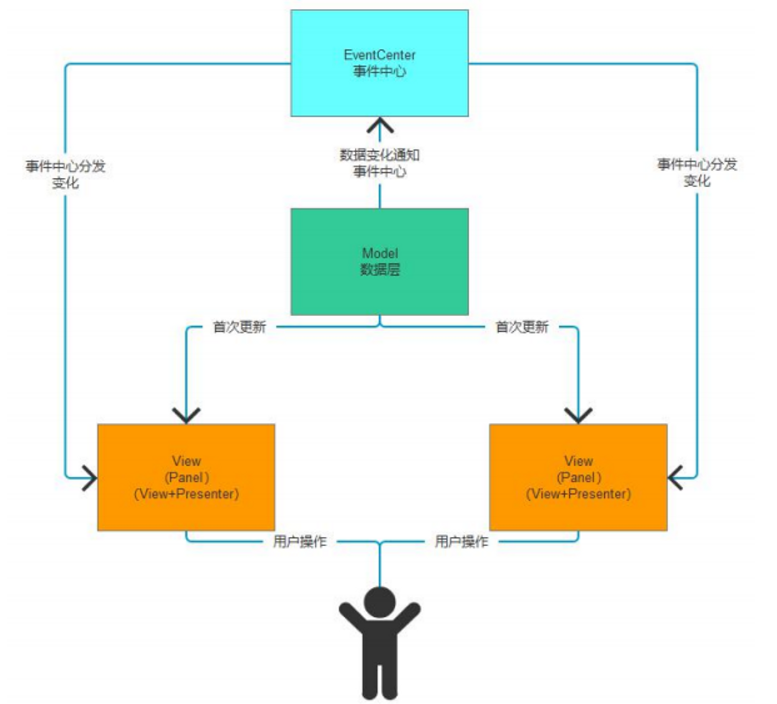 EventCenter
事件中心
数据变化通知
事件中心
事件中心分发
变化
事件中心分发
变化
Model
数据层
首次更新
首次更新
View
(Panel)
(View+Presenter)
View
(Panel)
(View+Presenter)
用户操作
用户操作